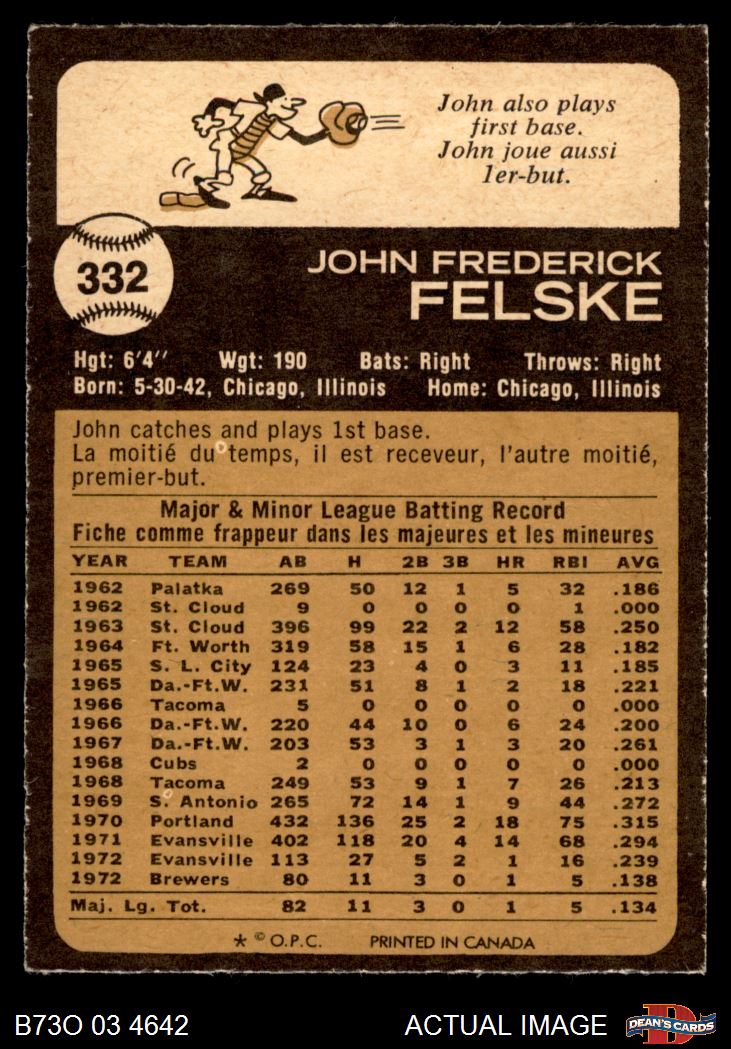 John also plays
first base.
John joue aussi
1er-but.
332
JOHN FREDERICK
FELSKE
Hgt: 6'4" Wgt: 190 Bats: Right Throws: Right
Born: 5-30-42, Chicago, Illinois Home: Chicago, Illinois
John catches and plays 1st base.
La moitié du temps, il est receveur, l'autre moitié,
premier-but.
Major & Minor League Batting Record
Fiche comme frappeur dans les majeures et les mineures
YEAR TEAM AB H 2B 3B HR RBI AVG
1962 Palatka 269 50 12 1 5 32 .186
1962 St. Cloud 9 0 0 0 0 1 .000
1963 St. Cloud 396 99 22 2 12 58 .250
1964 Ft. Worth 319 58 15 1 6 28 .182
1965 S. L. City 124 23 4 0 3 11 .185
1965 Da.-Ft.W. 231 51 8 1 2 18 .221
1966 Tacoma 5 0 0 0 0 0 .000
1966 Da.-Ft.W. 220 44 10 0 6 24 .200
1967 Da.-Ft.W. 203 53 3 1 3 20 .261
1968 Cubs 2 0 0 0 0 0 .000
1968 Tacoma 249 53 9 1 7 26 .213
1969 S. Antonio 265 72 14 1 9 44 .272
1970 Portland 432 136 25 2 18 75 .315
1971 Evansville 402 118 20 4 14 68 .294
1972 Evansville 113 27 5 2 1 16 .239
1972 Brewers 80 11 3 0 1 5 .138
Maj. Lg. Tot. 82 11 3 0 1 5 .134
* © O.P.C. PRINTED IN CANADA
B73O 03 4642 ACTUAL IMAGE DEAN'S CARDS